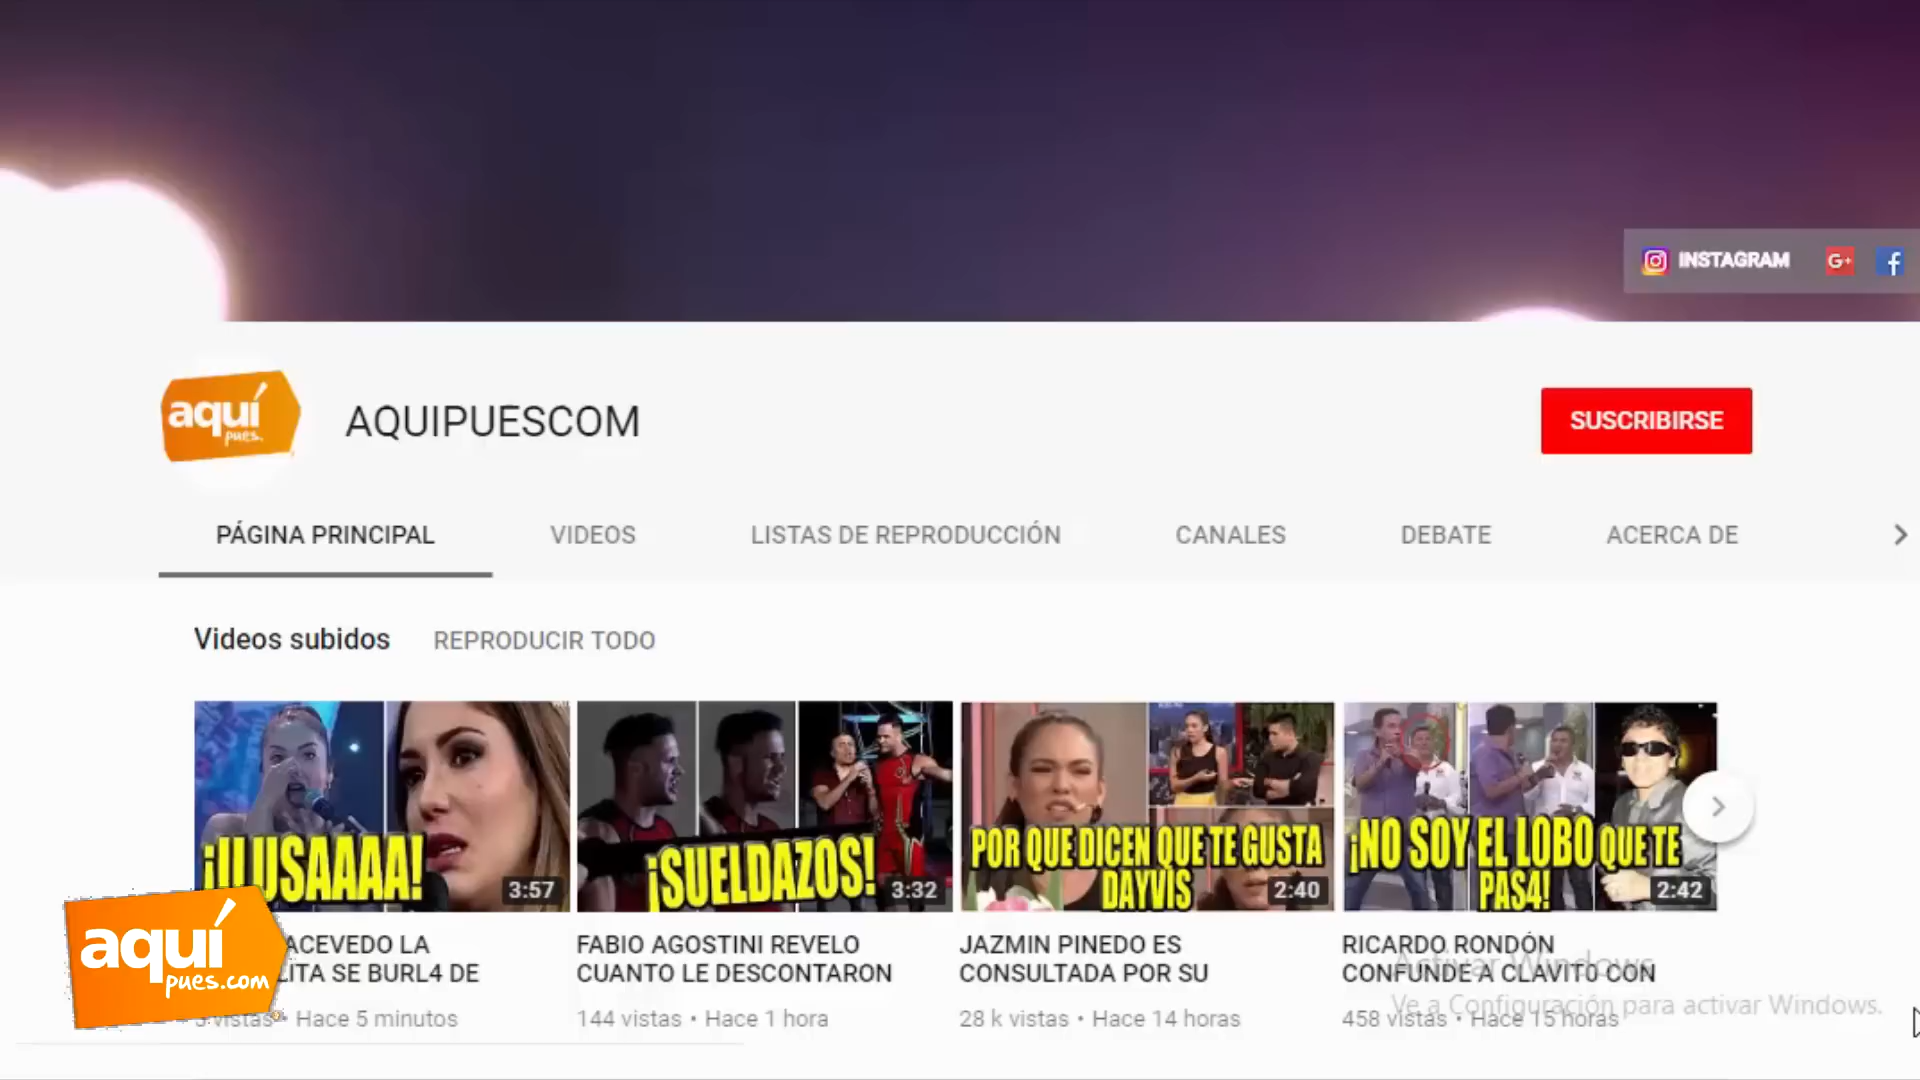 INSTAGRAM
G+
f
aquí
pues.
AQUIPUESCOM
SUSCRIBIRSE
PÁGINA PRINCIPAL
VIDEOS
LISTAS DE REPRODUCCIÓN
CANALES
DEBATE
ACERCA DE
Videos subidos
REPRODUCIR TODO
¡ILUSAAAA!
3:57
¡SUELDAZOS!
3:32
POR QUE DICEN QUE TE GUSTA
DAYVIS
2:40
¡NO SOY EL LOBO QUE TE
PAS4!
2:42
ACEVEDO LA
LITA SE BURL4 DE
vistas • Hace 5 minutos
FABIO AGOSTINI REVELO
CUANTO LE DESCONTARON
144 vistas • Hace 1 hora
JAZMIN PINEDO ES
CONSULTADA POR SU
28 k vistas • Hace 14 horas
RICARDO RONDÓN
CONFUNDE A CLAVIT0 CON
458 vistas • Hace 15 horas
Activar Windows
Ve a Configuración para activar Windows.
aquí
pues.com